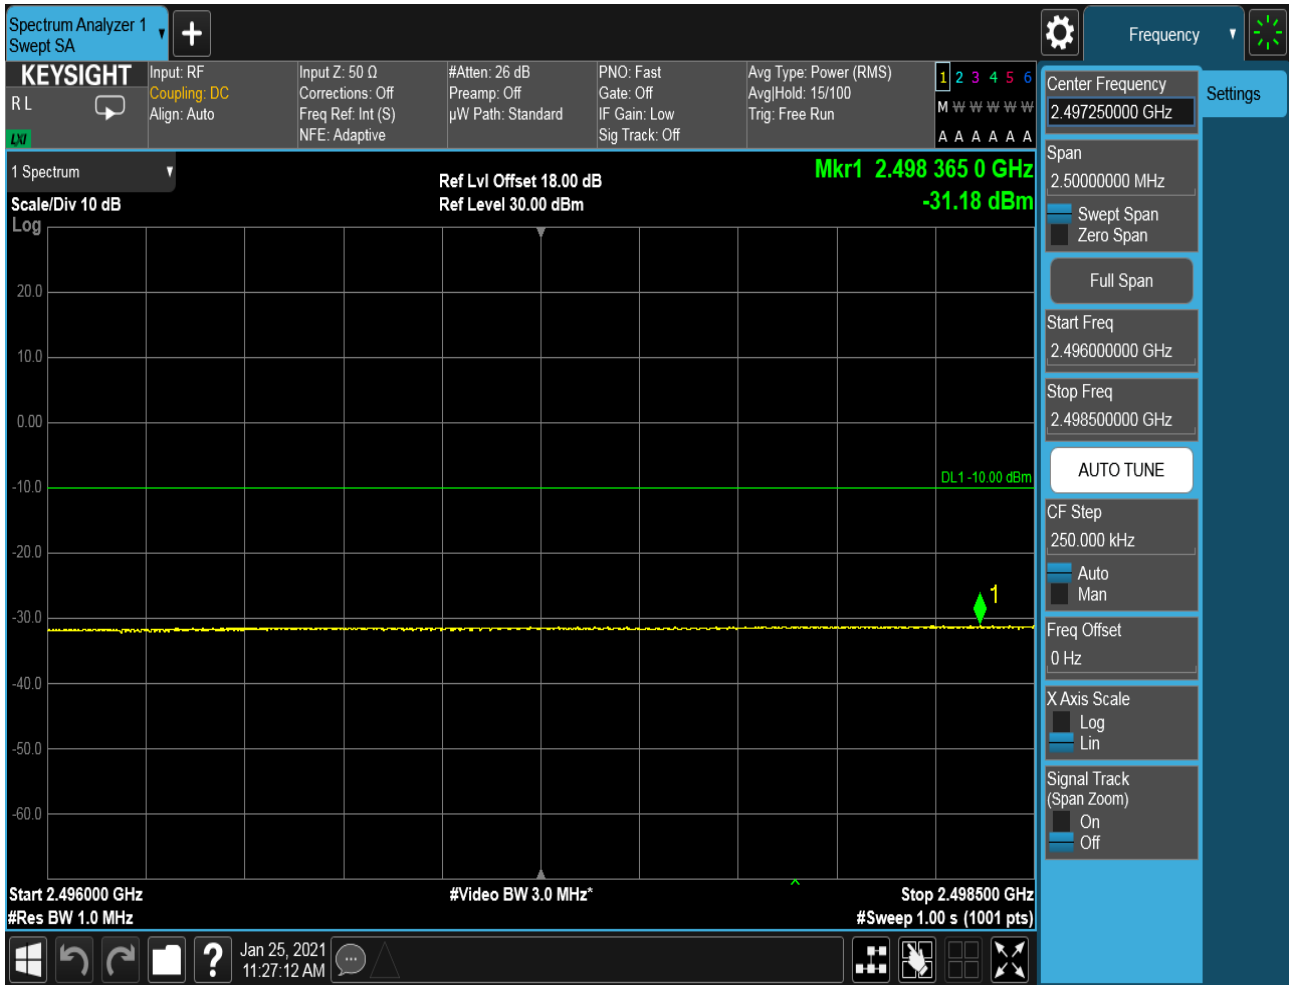 Spectrum Analyzer 1
Swept SA
Frequency
Settings
KEYSIGHT
R L
LXI
Input: RF
Coupling: DC
Align: Auto
Input Z: 50 Ω
Corrections: Off
Freq Ref: Int (S)
NFE: Adaptive
#Atten: 26 dB
Preamp: Off
µW Path: Standard
PNO: Fast
Gate: Off
IF Gain: Low
Sig Track: Off
Avg Type: Power (RMS)
Avg|Hold: 15/100
Trig: Free Run
1 2 3 4 5 6
M W W W W W
A A A A A A
1 Spectrum
Scale/Div 10 dB
Log
Ref Lvl Offset 18.00 dB
Ref Level 30.00 dBm
Mkr1 2.498 365 0 GHz
-31.18 dBm
20.0
10.0
0.00
-10.0
-20.0
-30.0
-40.0
-50.0
-60.0
DL1 -10.00 dBm
1
Start 2.496000 GHz
#Res BW 1.0 MHz
#Video BW 3.0 MHz*
Stop 2.498500 GHz
#Sweep 1.00 s (1001 pts)
Center Frequency
2.497250000 GHz
Span
2.50000000 MHz
Swept Span
Zero Span
Full Span
Start Freq
2.496000000 GHz
Stop Freq
2.498500000 GHz
AUTO TUNE
CF Step
250.000 kHz
Auto
Man
Freq Offset
0 Hz
X Axis Scale
Log
Lin
Signal Track
(Span Zoom)
On
Off
?
Jan 25, 2021
11:27:12 AM